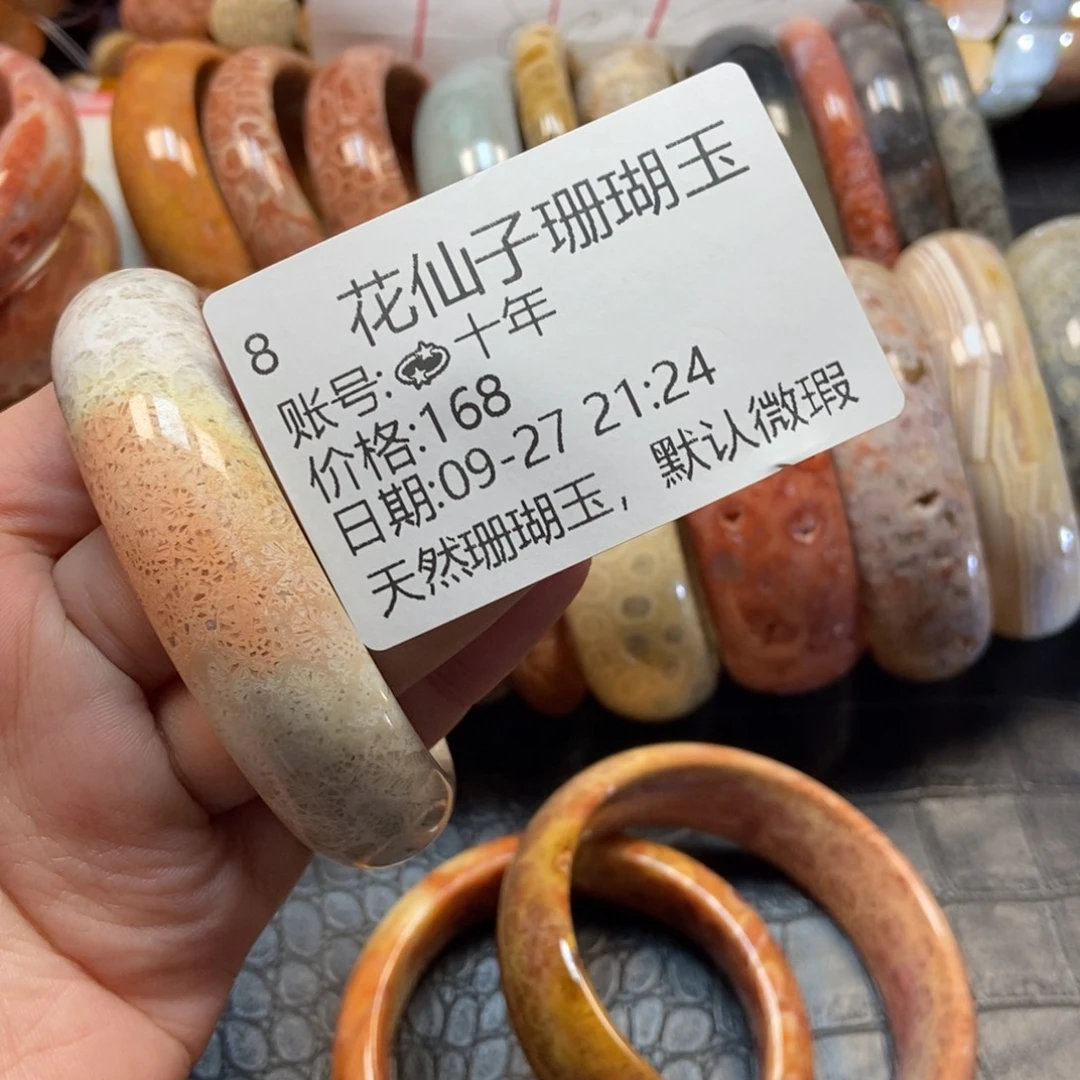 花仙子珊瑚玉
8
账号:十年
价格:168
日期:09-27 21:24
天然珊瑚玉，默认微瑕